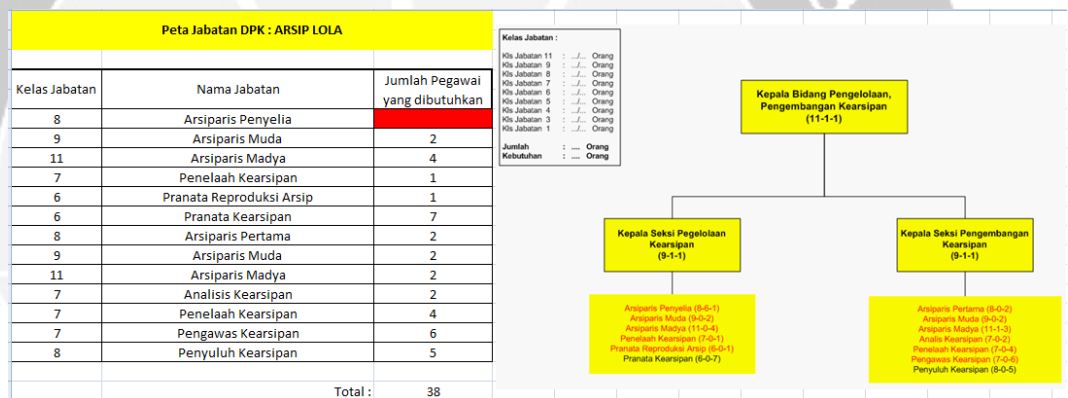 Peta Jabatan DPK : ARSIP LOLA
Kelas Jabatan Nama Jabatan Jumlah Pegawai yang dibutuhkan
8 Arsiparis Penyelia
9 Arsiparis Muda 2
11 Arsiparis Madya 4
7 Penelaah Kearsipan 1
6 Pranata Reproduksi Arsip 1
6 Pranata Kearsipan 7
8 Arsiparis Pertama 2
9 Arsiparis Muda 2
11 Arsiparis Madya 2
7 Analisis Kearsipan 2
7 Penelaah Kearsipan 4
7 Pengawas Kearsipan 6
8 Penyuluh Kearsipan 5
Total : 38
Kelas Jabatan :
Kls Jabatan 11 : .../... Orang
Kls Jabatan 9 : .../... Orang
Kls Jabatan 8 : .../... Orang
Kls Jabatan 7 : .../... Orang
Kls Jabatan 6 : .../... Orang
Kls Jabatan 5 : .../... Orang
Kls Jabatan 4 : .../... Orang
Kls Jabatan 3 : .../... Orang
Kls Jabatan 1 : .../... Orang
Jumlah : .... Orang
Kebutuhan : .... Orang
Kepala Bidang Pengelolaan,
Pengembangan Kearsipan
(11-1-1)
Kepala Seksi Pegelolaan
Kearsipan
(9-1-1)
Kepala Seksi Pengembangan
Kearsipan
(9-1-1)
Arsiparis Penyelia (8-6-1)
Arsiparis Muda (9-0-2)
Arsiparis Madya (11-0-4)
Penelaah Kearsipan (7-0-1)
Pranata Reproduksi Arsip (6-0-1)
Pranata Kearsipan (6-0-7)
Arsiparis Pertama (8-0-2)
Arsiparis Muda (9-0-2)
Arsiparis Madya (11-1-3)
Analis Kearsipan (7-0-2)
Penelaah Kearsipan (7-0-4)
Pengawas Kearsipan (7-0-6)
Penyuluh Kearsipan (8-0-5)